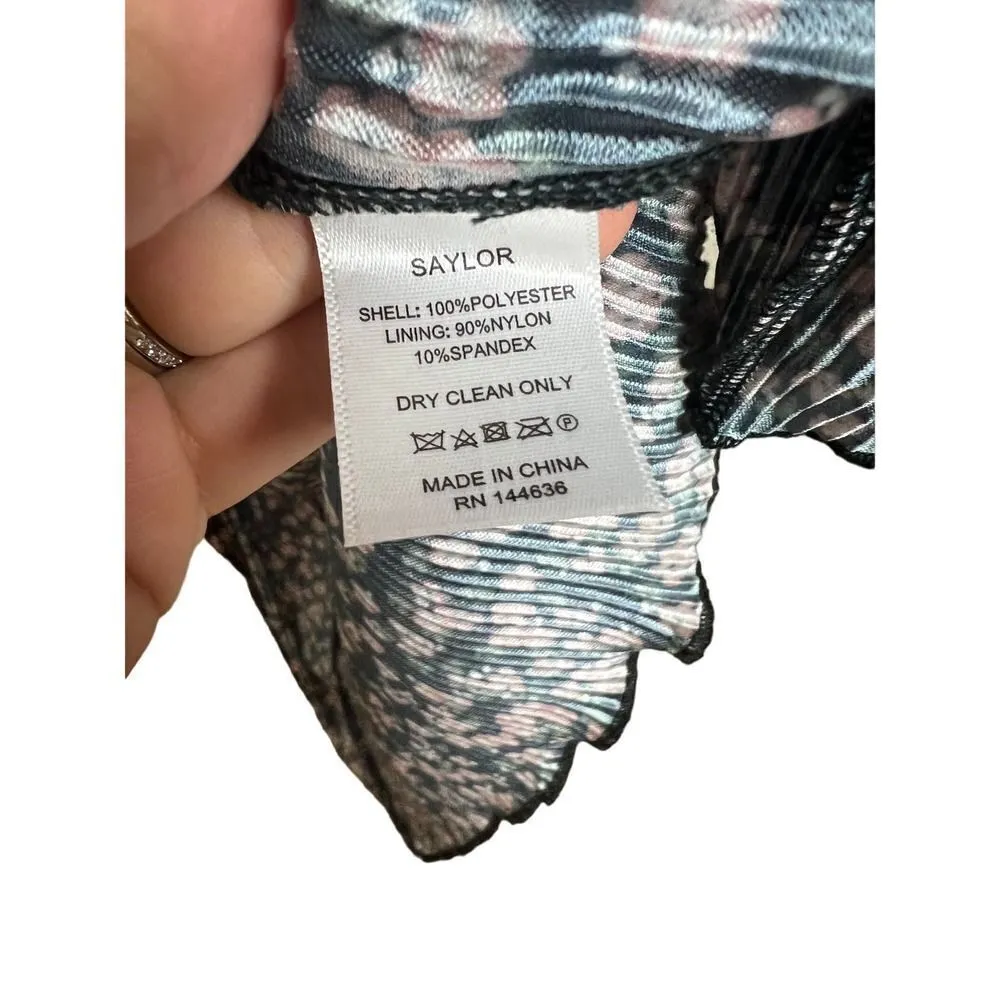 SAYLOR
SHELL: 100%POLYESTER
LINING: 90%NYLON
10%SPANDEX
DRY CLEAN ONLY
P
MADE IN CHINA
RN 144636